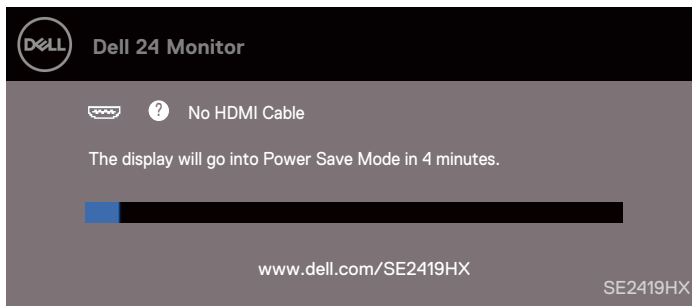 DELL
Dell 24 Monitor
? No HDMI Cable
The display will go into Power Save Mode in 4 minutes.
www.dell.com/SE2419HX
SE2419HX